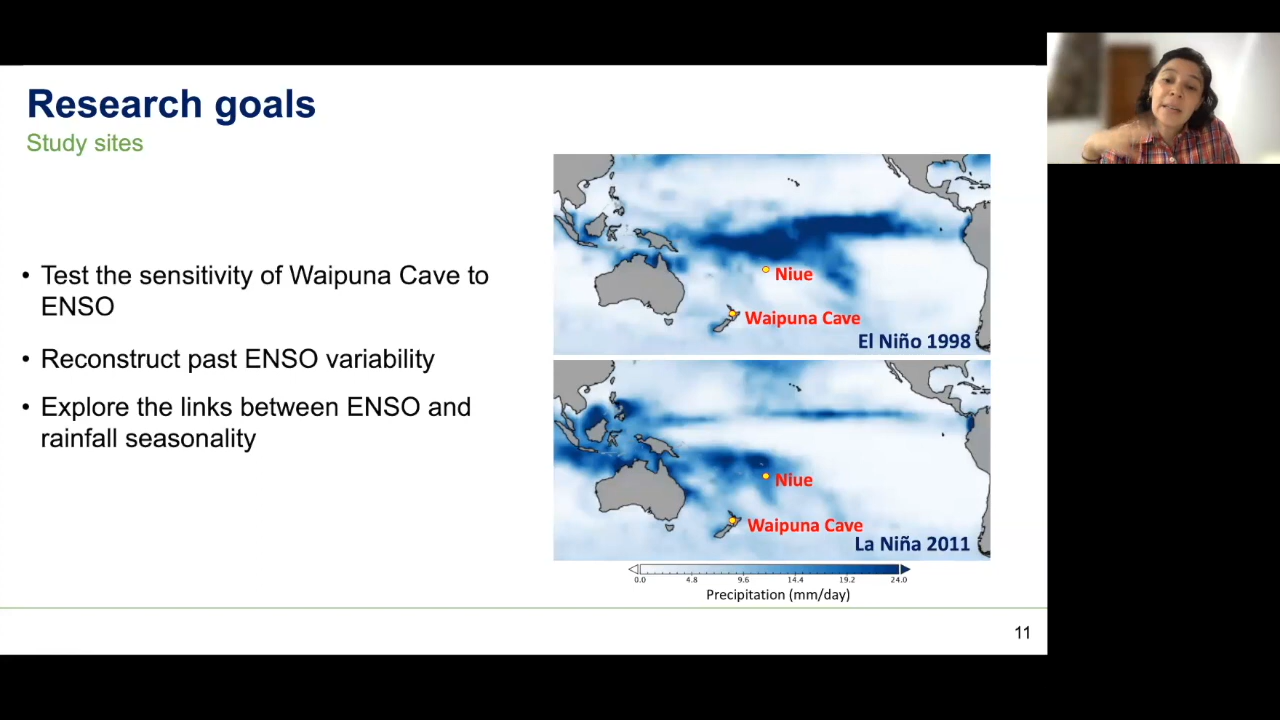 Research goals
Study sites
• Test the sensitivity of Waipuna Cave to
ENSO
• Reconstruct past ENSO variability
• Explore the links between ENSO and
rainfall seasonality
Niue
Waipuna Cave
El Niño 1998
Niue
Waipuna Cave
La Niña 2011
0.0 4.8 9.6 14.4 19.2 24.0
Precipitation (mm/day)
11